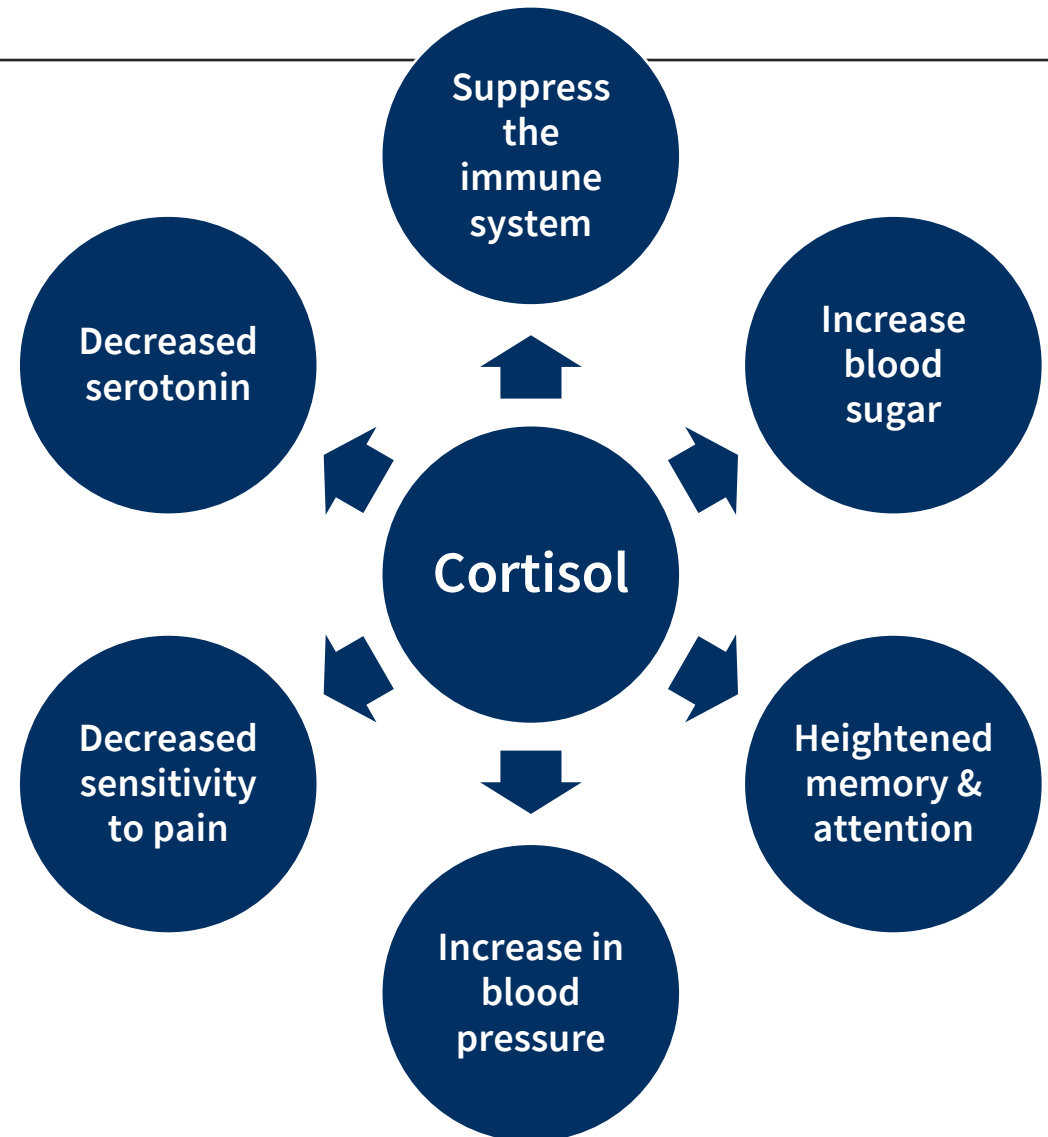 Suppress
the
immune
system
Decreased
serotonin
Increase
blood
sugar
Cortisol
Decreased
sensitivity
to pain
Heightened
memory &
attention
Increase in
blood
pressure